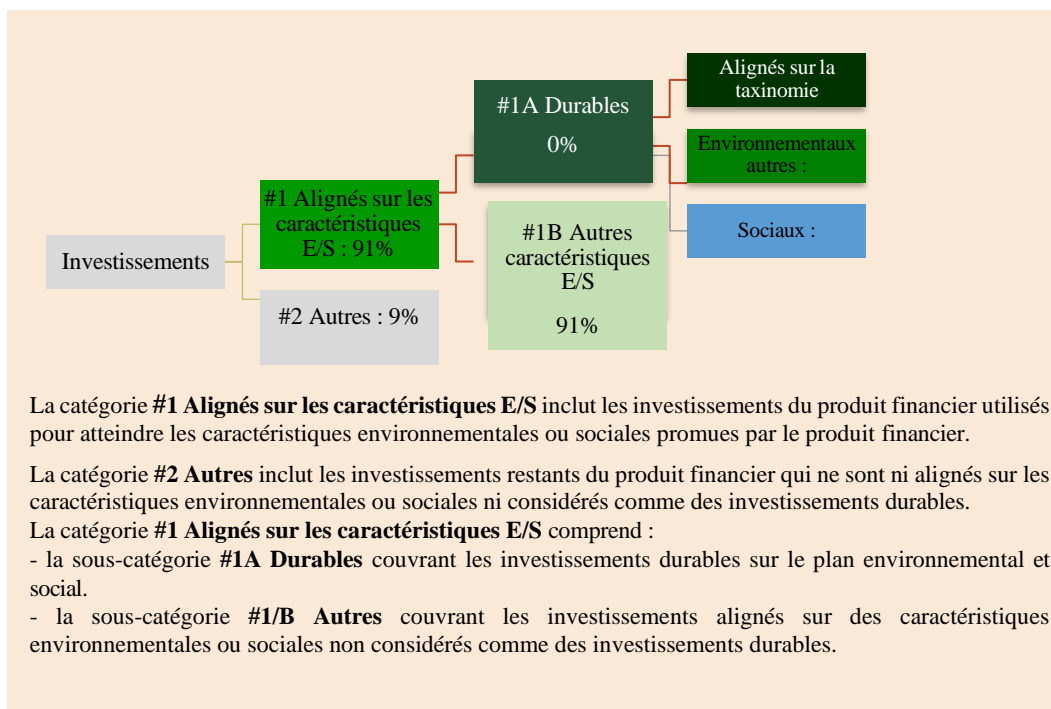 Investissements
#1 Alignés sur les
caractéristiques
E/S : 91%
#2 Autres : 9%
#1A Durables
0%
#1B Autres
caractéristiques
E/S
91%
Alignés sur la
taxinomie
Environnementaux
autres :
Sociaux :
La catégorie #1 Alignés sur les caractéristiques E/S inclut les investissements du produit financier utilisés
pour atteindre les caractéristiques environnementales ou sociales promues par le produit financier.
La catégorie #2 Autres inclut les investissements restants du produit financier qui ne sont ni alignés sur les
caractéristiques environnementales ou sociales ni considérés comme des investissements durables.
La catégorie #1 Alignés sur les caractéristiques E/S comprend :
- la sous-catégorie #1A Durables couvrant les investissements durables sur le plan environnemental et
social.
- la sous-catégorie #1/B Autres couvrant les investissements alignés sur des caractéristiques
environnementales ou sociales non considérés comme des investissements durables.